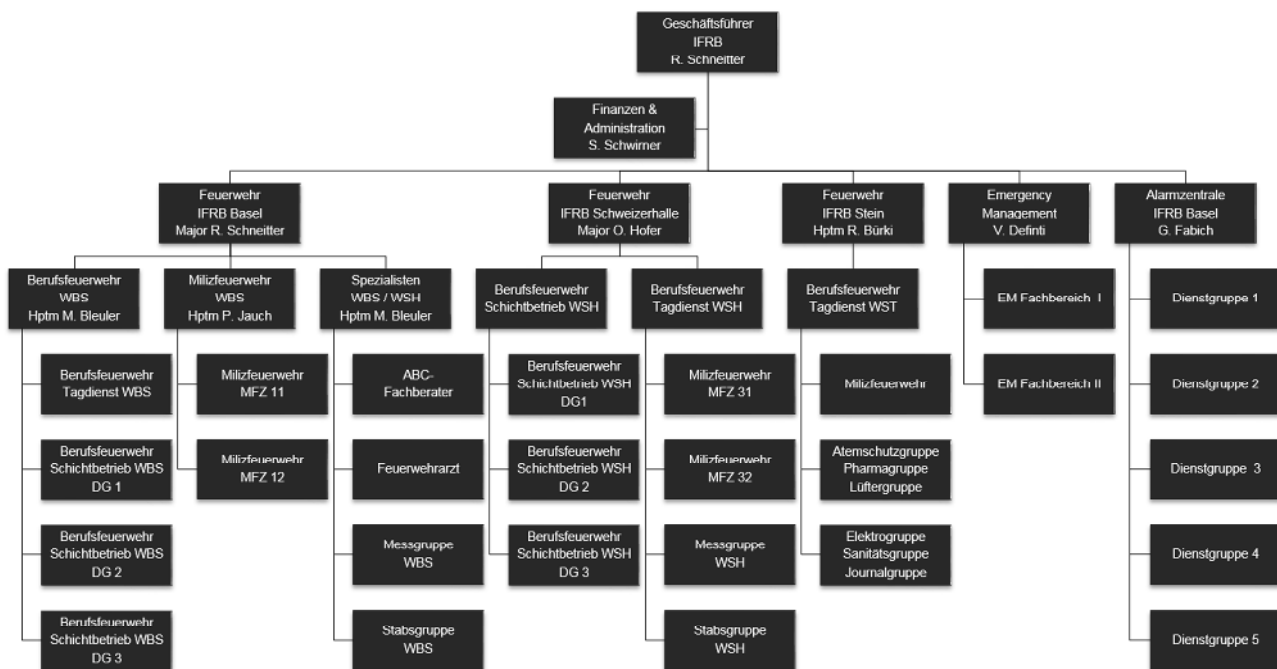 Geschäftsführer
IFRB
R. Schneitter
Finanzen &
Administration
S. Schwirner
Feuerwehr
IFRB Basel
Major R. Schneitter
Feuerwehr
IFRB Schweizerhalle
Major O. Hofer
Feuerwehr
IFRB Stein
Hptm R. Bürki
Emergency
Management
V. Definti
Alarmzentrale
IFRB Basel
G. Fabich
Berufsfeuerwehr
WBS
Hptm M. Bleuler
Milizfeuerwehr
WBS
Hptm P. Jauch
Spezialisten
WBS / WSH
Hptm M. Bleuler
Berufsfeuerwehr
Schichtbetrieb WSH
Berufsfeuerwehr
Tagdienst WSH
Berufsfeuerwehr
Tagdienst WST
EM Fachbereich I
Dienstgruppe 1
Berufsfeuerwehr
Tagdienst WBS
Milizfeuerwehr
MFZ 11
ABC-
Fachberater
Berufsfeuerwehr
Schichtbetrieb WSH
DG1
Milizfeuerwehr
MFZ 31
Milizfeuerwehr
EM Fachbereich II
Dienstgruppe 2
Berufsfeuerwehr
Schichtbetrieb WBS
DG 1
Milizfeuerwehr
MFZ 12
Feuerwehrarzt
Berufsfeuerwehr
Schichtbetrieb WSH
DG 2
Milizfeuerwehr
MFZ 32
Atemschutzgruppe
Pharmagruppe
Lüftergruppe
Dienstgruppe 3
Berufsfeuerwehr
Schichtbetrieb WBS
DG 2
Messgruppe
WBS
Berufsfeuerwehr
Schichtbetrieb WSH
DG 3
Messgruppe
WSH
Elektrogruppe
Sanitätsgruppe
Journalgruppe
Dienstgruppe 4
Berufsfeuerwehr
Schichtbetrieb WBS
DG 3
Stabsgruppe
WBS
Stabsgruppe
WSH
Dienstgruppe 5